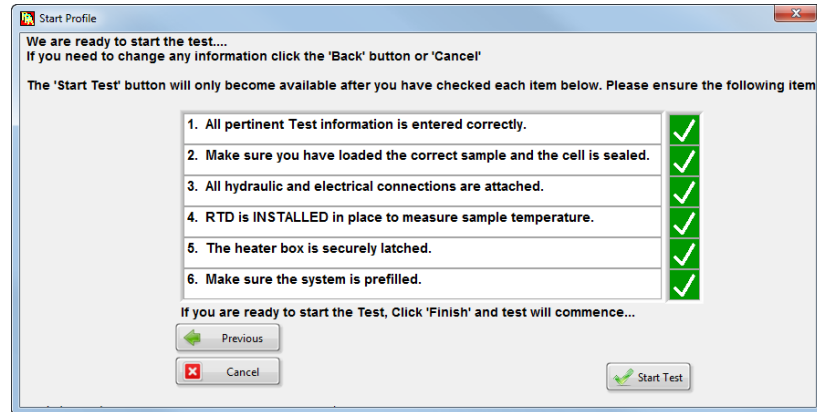 Start Profile
We are ready to start the test....
If you need to change any information click the 'Back' button or 'Cancel'
The 'Start Test' button will only become available after you have checked each item below. Please ensure the following item
1. All pertinent Test information is entered correctly.
2. Make sure you have loaded the correct sample and the cell is sealed.
3. All hydraulic and electrical connections are attached.
4. RTD is INSTALLED in place to measure sample temperature.
5. The heater box is securely latched.
6. Make sure the system is prefilled.
If you are ready to start the Test, Click 'Finish' and test will commence...
Previous
Cancel
Start Test